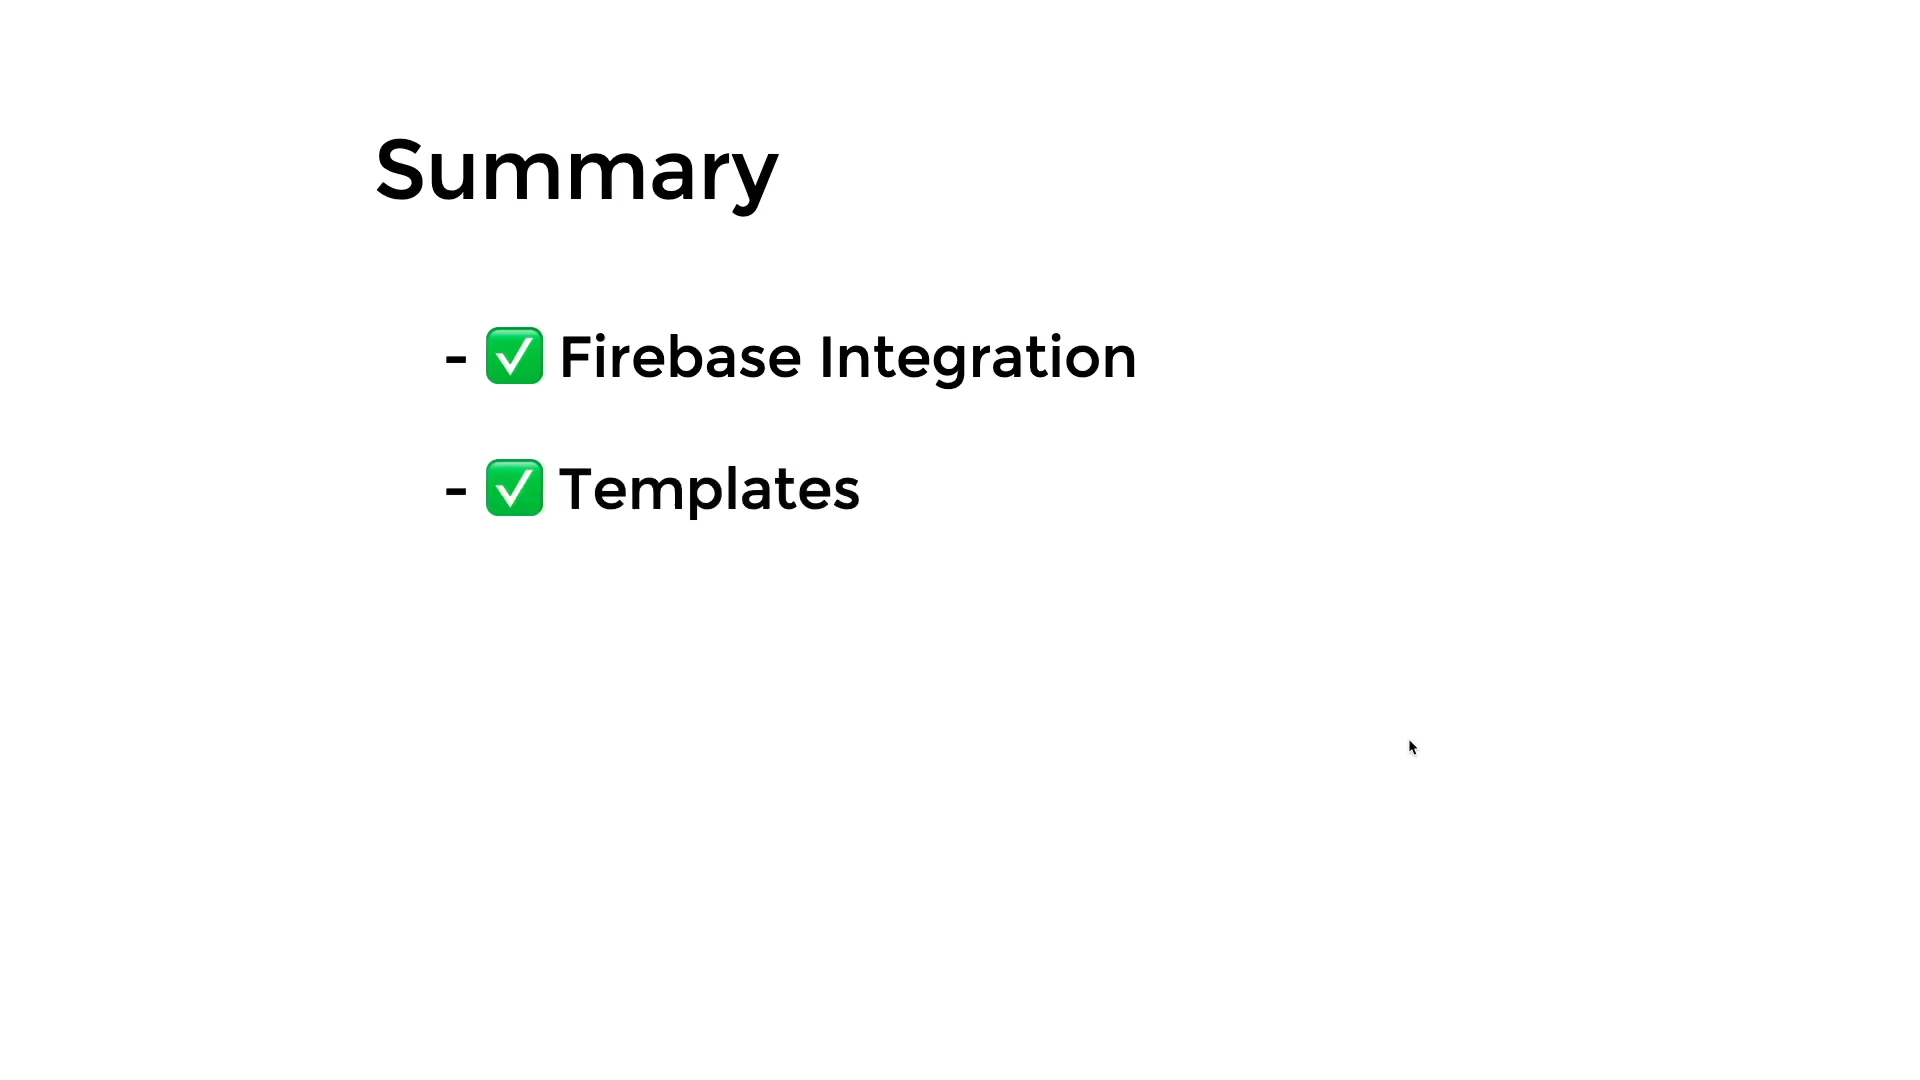 Summary
- ✅ Firebase Integration
- ✅ Templates